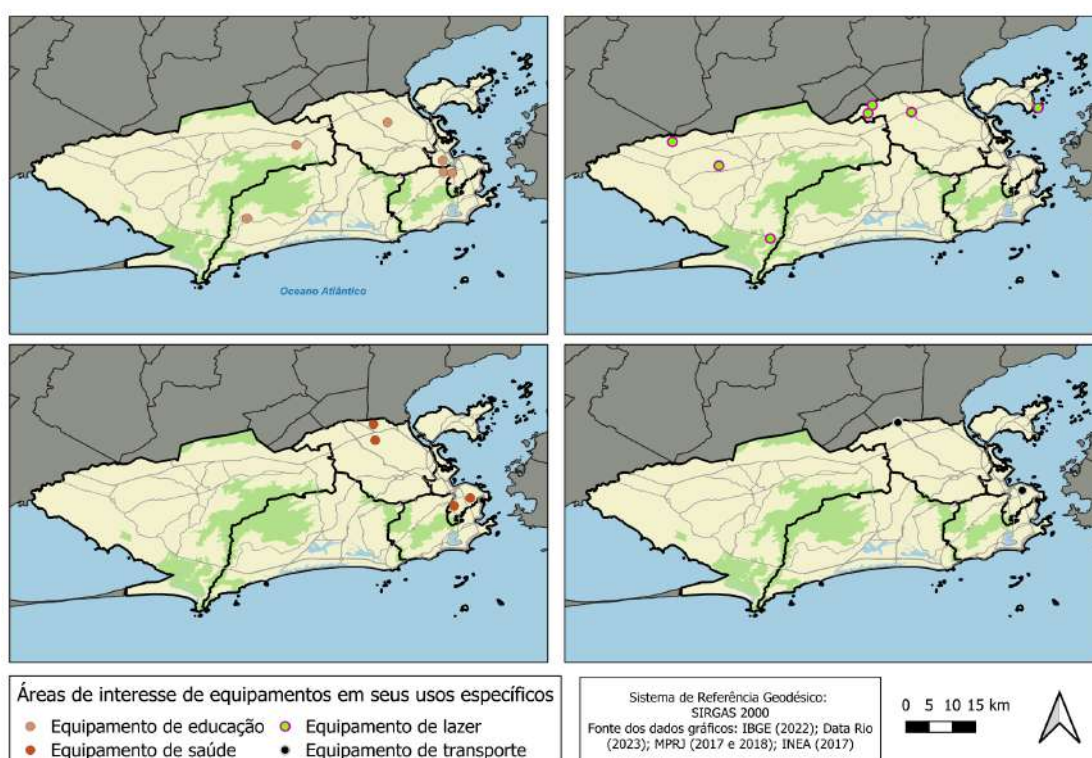 Oceano Atlântico
Áreas de interesse de equipamentos em seus usos específicos
Equipamento de educação
Equipamento de lazer
Equipamento de saúde
Equipamento de transporte
Sistema de Referência Geodésico:
SIRGAS 2000
Fonte dos dados gráficos: IBGE (2022); Data Rio
(2023); MPRJ (2017 e 2018); INEA (2017)
0 5 10 15 km